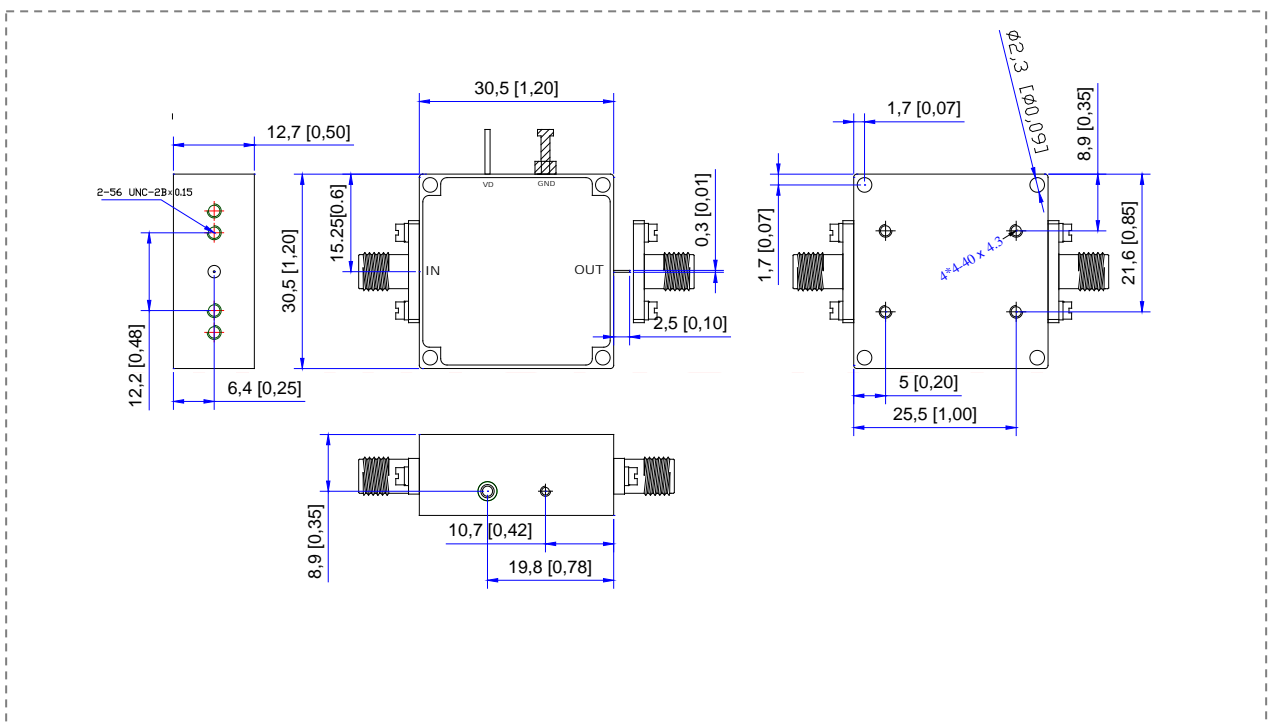 12,7 [0,50]
2-56 UNC-2B×0.15
12,2 [0,48]
6,4 [0,25]
30,5 [1,20]
15.25[0.6]
30,5 [1,20]
VD
GND
IN
OUT
0,3 [0,01]
2,5 [0,10]
1,7 [0,07]
1,7 [0,07]
ø2,3 [ø0,09]
8,9 [0,35]
21,6 [0,85]
4*4-40 x 4.3
5 [0,20]
25,5 [1,00]
8,9 [0,35]
10,7 [0,42]
19,8 [0,78]